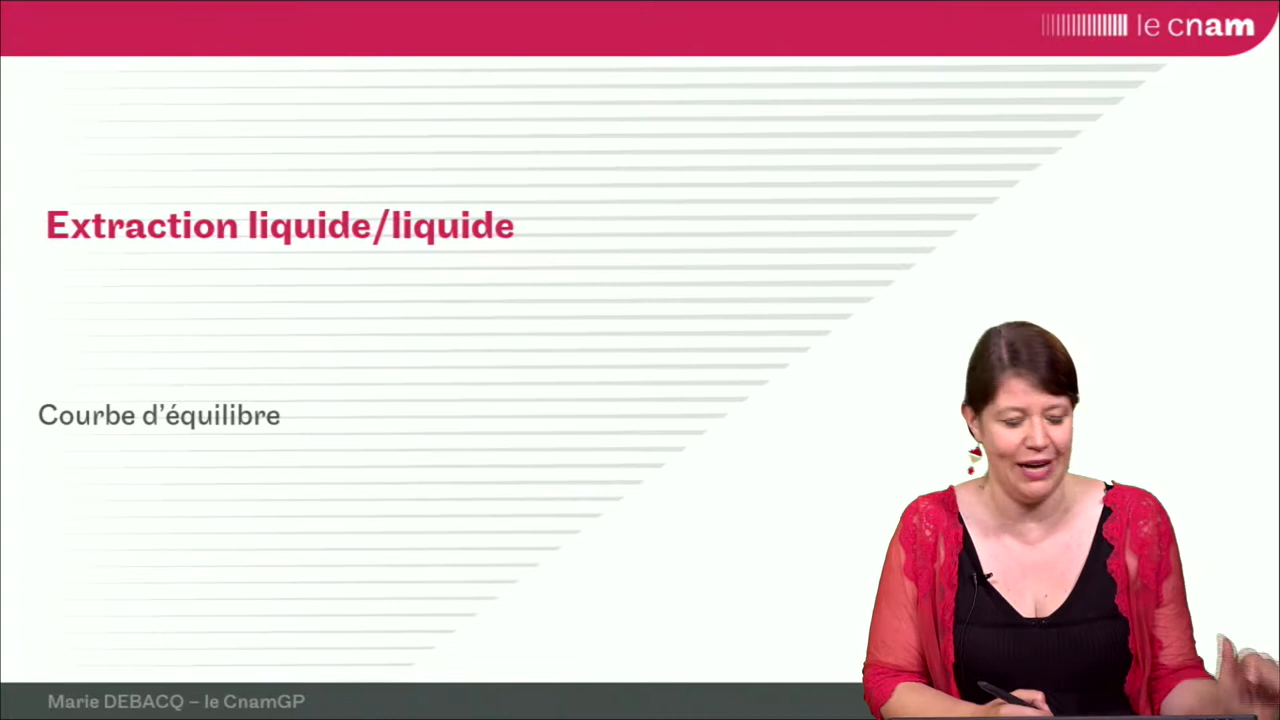 le cnam
Extraction liquide/liquide
Courbe d'équilibre
Marie DEBACQ – le CnamGP